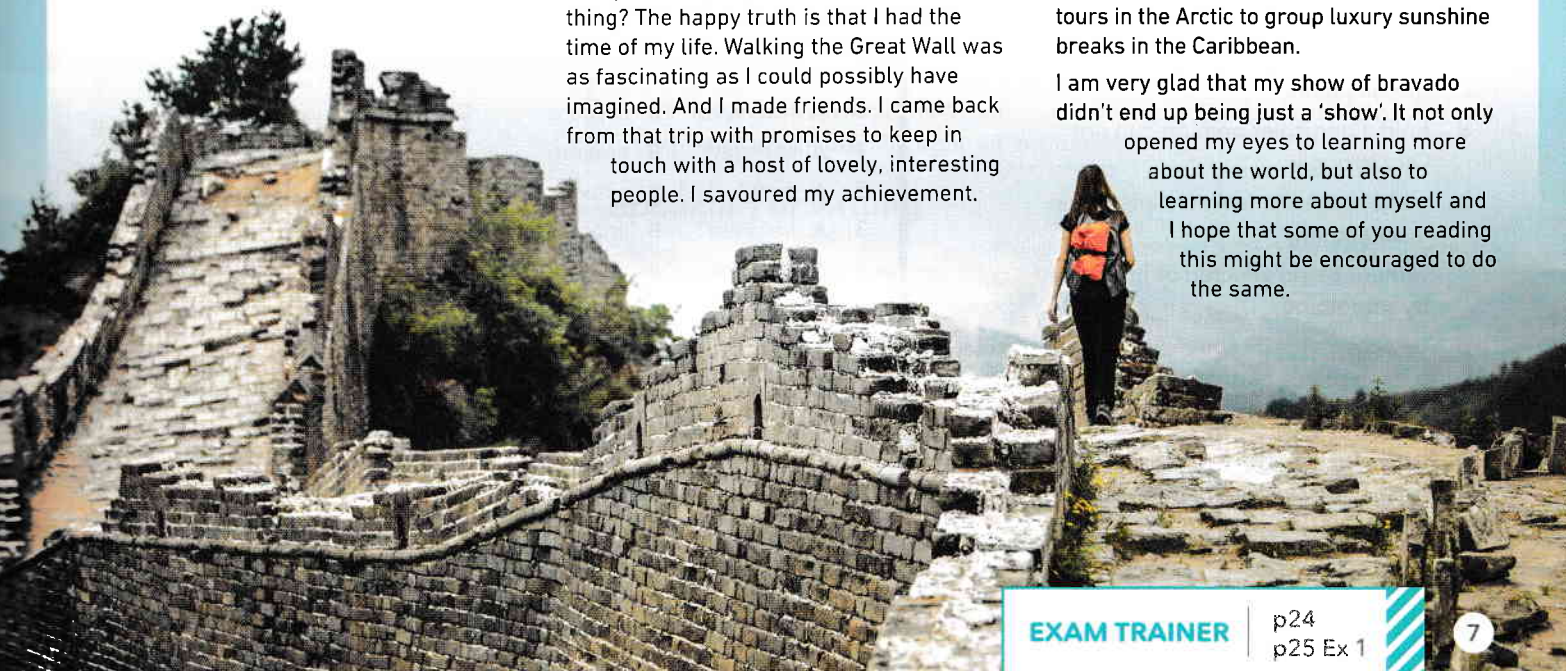 thing? The happy truth is that I had the
time of my life. Walking the Great Wall was
as fascinating as I could possibly have
imagined. And I made friends. I came back
from that trip with promises to keep in
touch with a host of lovely, interesting
people. I savoured my achievement.
tours in the Arctic to group luxury sunshine
breaks in the Caribbean.
I am very glad that my show of bravado
didn't end up being just a ‘show’. It not only
opened my eyes to learning more
about the world, but also to
learning more about myself and
I hope that some of you reading
this might be encouraged to do
the same.
EXAM TRAINER
p24
p25 Ex 1
7